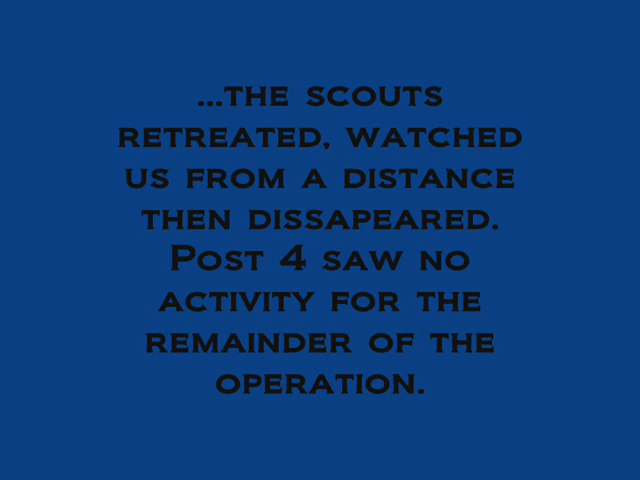 ...the scouts
retreated, watched
us from a distance
then dissapeared.
Post 4 saw no
activity for the
remainder of the
operation.